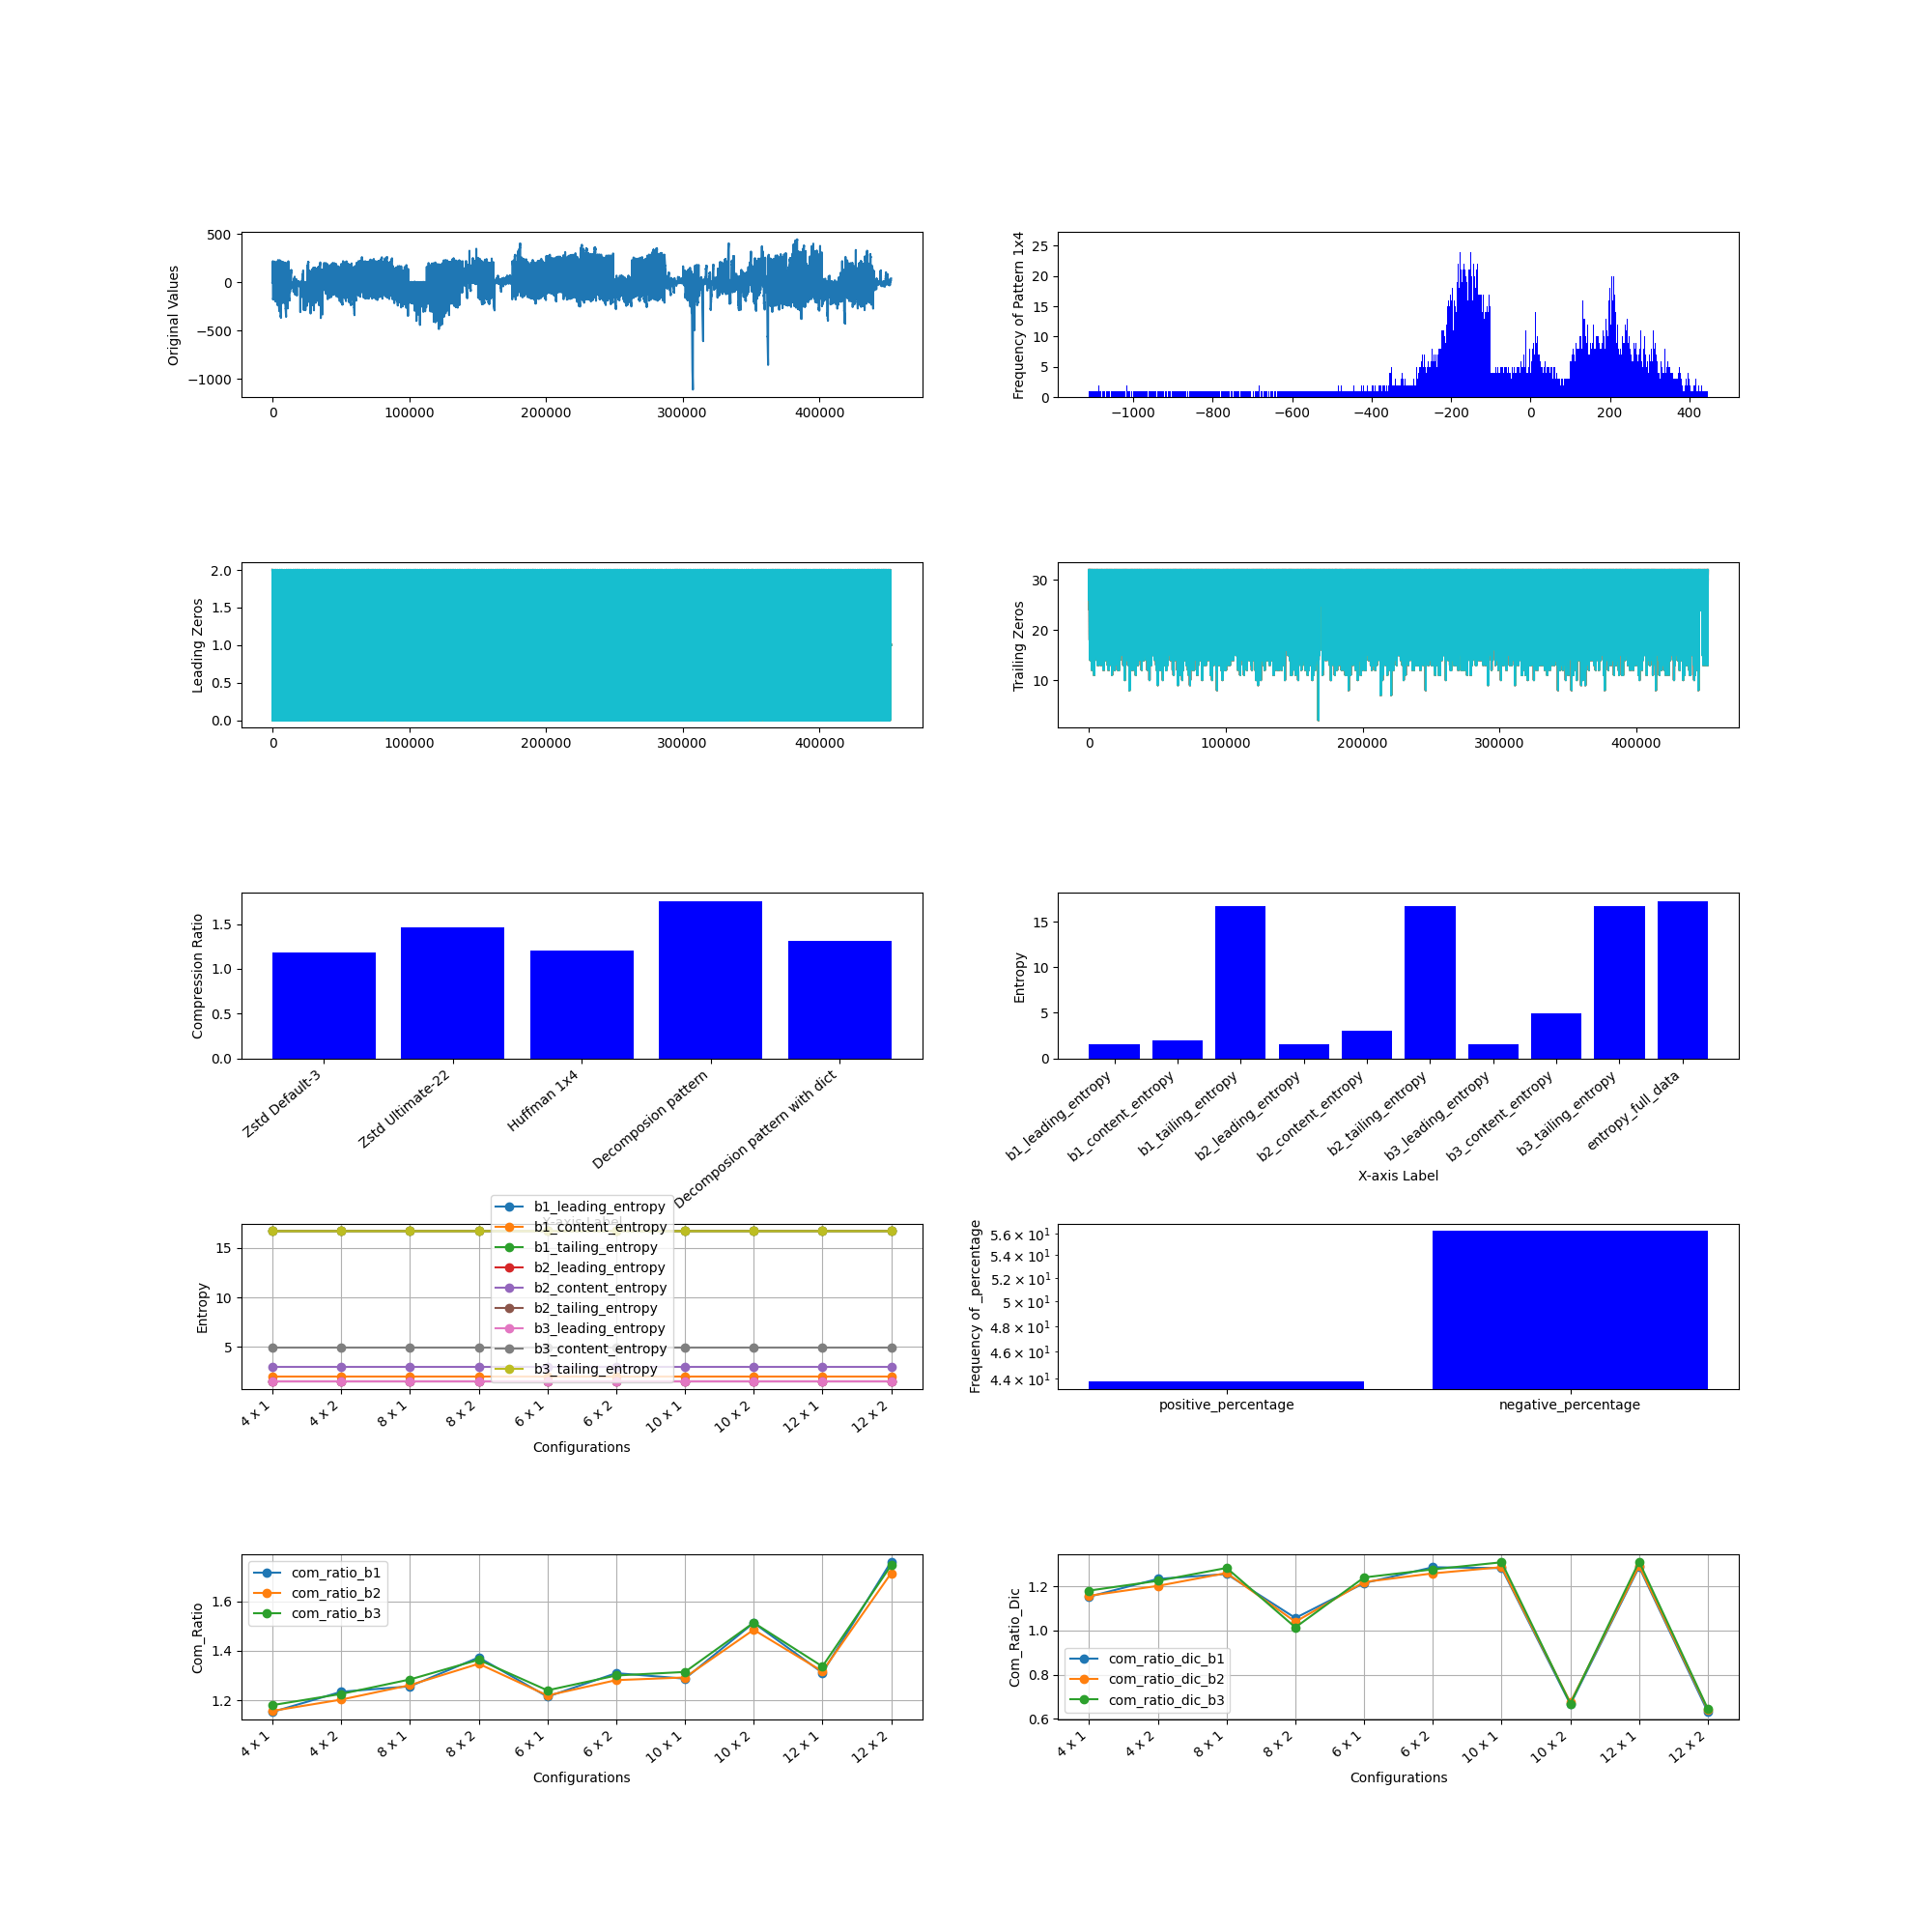 Original Values
500
0
−500
−1000
0 100000 200000 300000 400000
Frequency of Pattern 1x4
25
20
15
10
5
0
−1000 −800 −600 −400 −200 0 200 400
Leading Zeros
2.0
1.5
1.0
0.5
0.0
0 100000 200000 300000 400000
Trailing Zeros
30
20
10
0 100000 200000 300000 400000
Compression Ratio
1.5
1.0
0.5
0.0
Zstd Default-3
Zstd Ultimate-22
Huffman 1x4
Decomposion pattern
Decomposion pattern with dict
X-axis Label
Entropy
15
10
5
0
b1_leading_entropy
b1_content_entropy
b1_tailing_entropy
b2_leading_entropy
b2_content_entropy
b2_tailing_entropy
b3_leading_entropy
b3_content_entropy
b3_tailing_entropy
entropy_full_data
X-axis Label
Entropy
15
10
5
b1_leading_entropy
b1_content_entropy
b1_tailing_entropy
b2_leading_entropy
b2_content_entropy
b2_tailing_entropy
b3_leading_entropy
b3_content_entropy
b3_tailing_entropy
4 x 1
4 x 2
8 x 1
8 x 2
6 x 1
6 x 2
10 x 1
10 x 2
12 x 1
12 x 2
Configurations
Frequency of _percentage
5.6 × 10¹
5.4 × 10¹
5.2 × 10¹
5 × 10¹
4.8 × 10¹
4.6 × 10¹
4.4 × 10¹
positive_percentage negative_percentage
Com_Ratio
1.6
1.4
1.2
com_ratio_b1
com_ratio_b2
com_ratio_b3
4 x 1
4 x 2
8 x 1
8 x 2
6 x 1
6 x 2
10 x 1
10 x 2
12 x 1
12 x 2
Configurations
Com_Ratio_Dic
1.2
1.0
0.8
0.6
com_ratio_dic_b1
com_ratio_dic_b2
com_ratio_dic_b3
4 x 1
4 x 2
8 x 1
8 x 2
6 x 1
6 x 2
10 x 1
10 x 2
12 x 1
12 x 2
Configurations